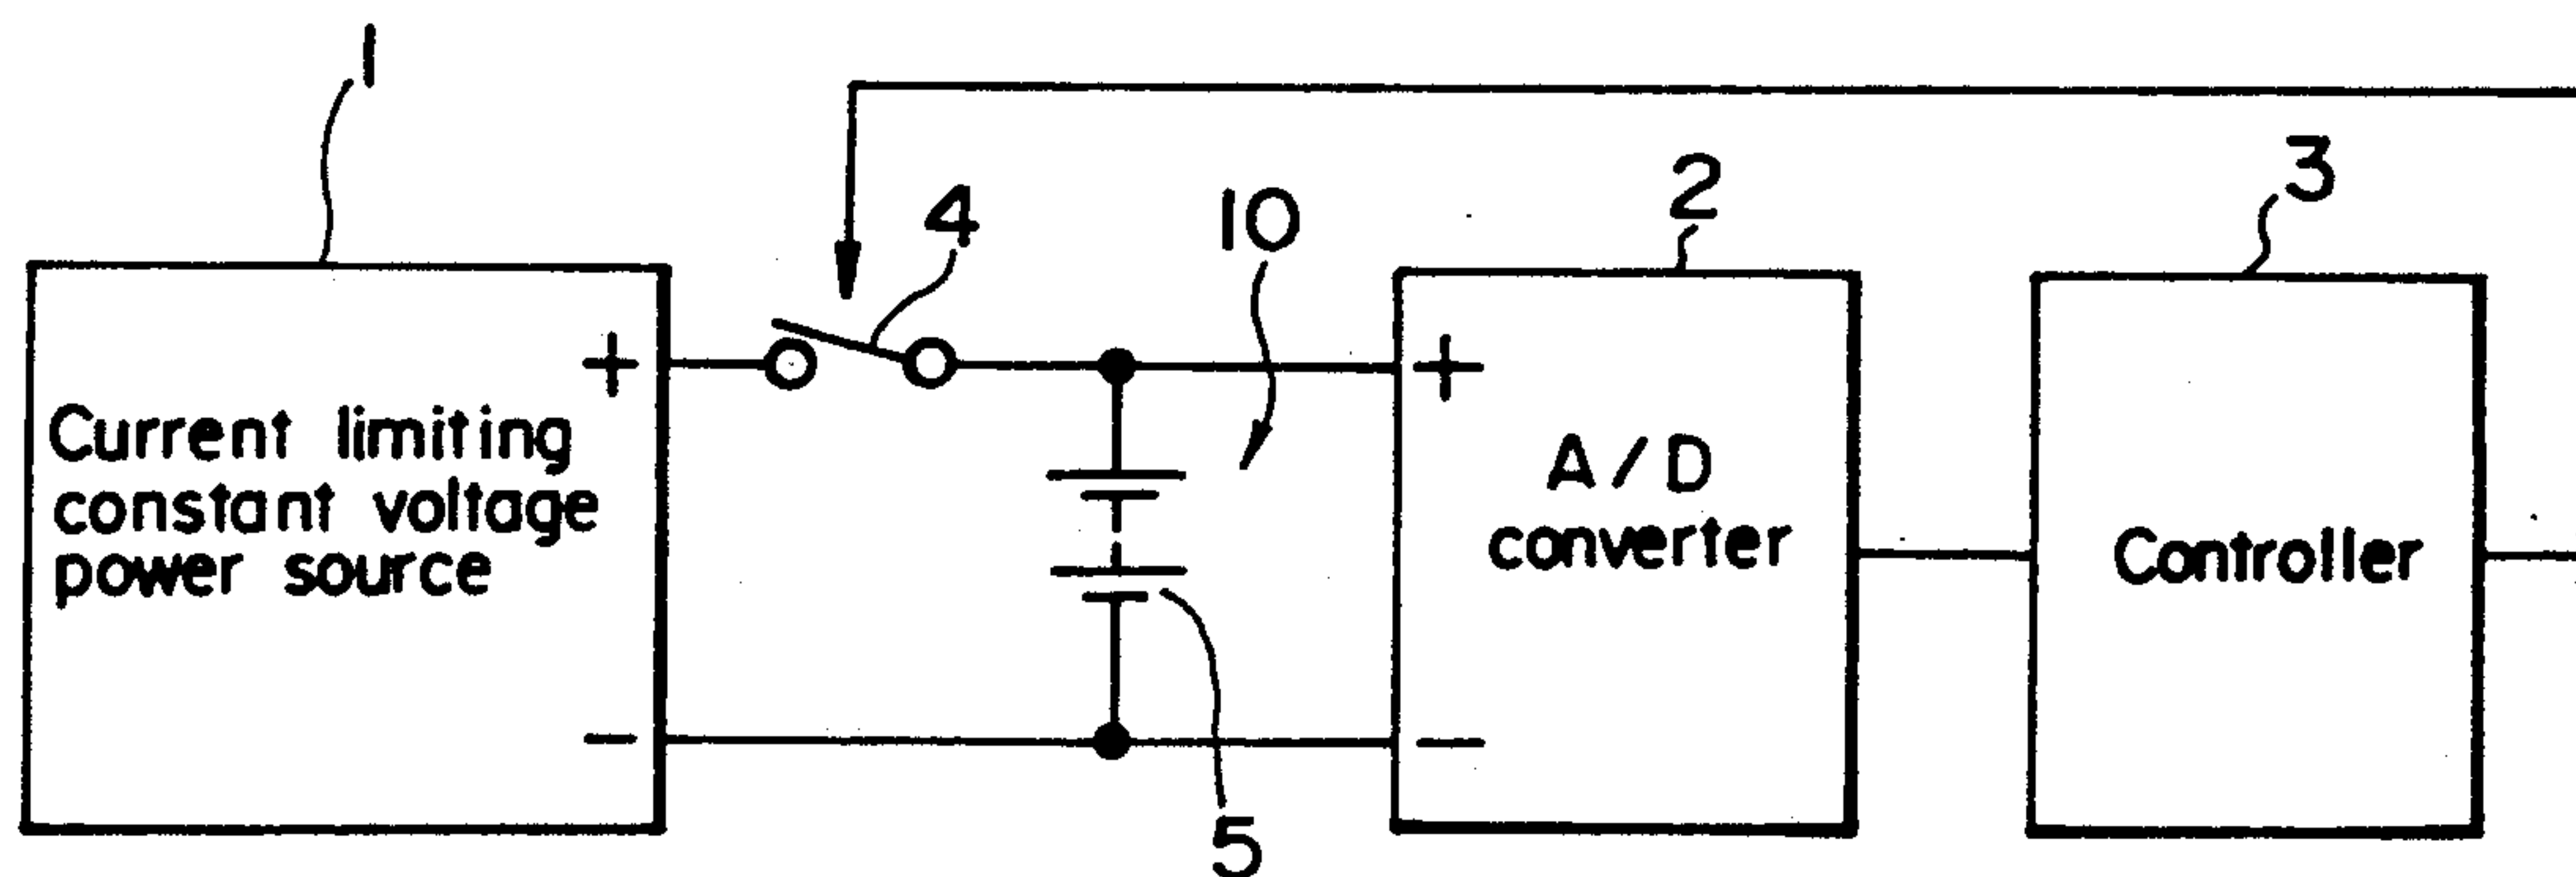 1
4
10
2
3
+
+
Current limiting
constant voltage
power source
A/D
converter
Controller
-
-
5